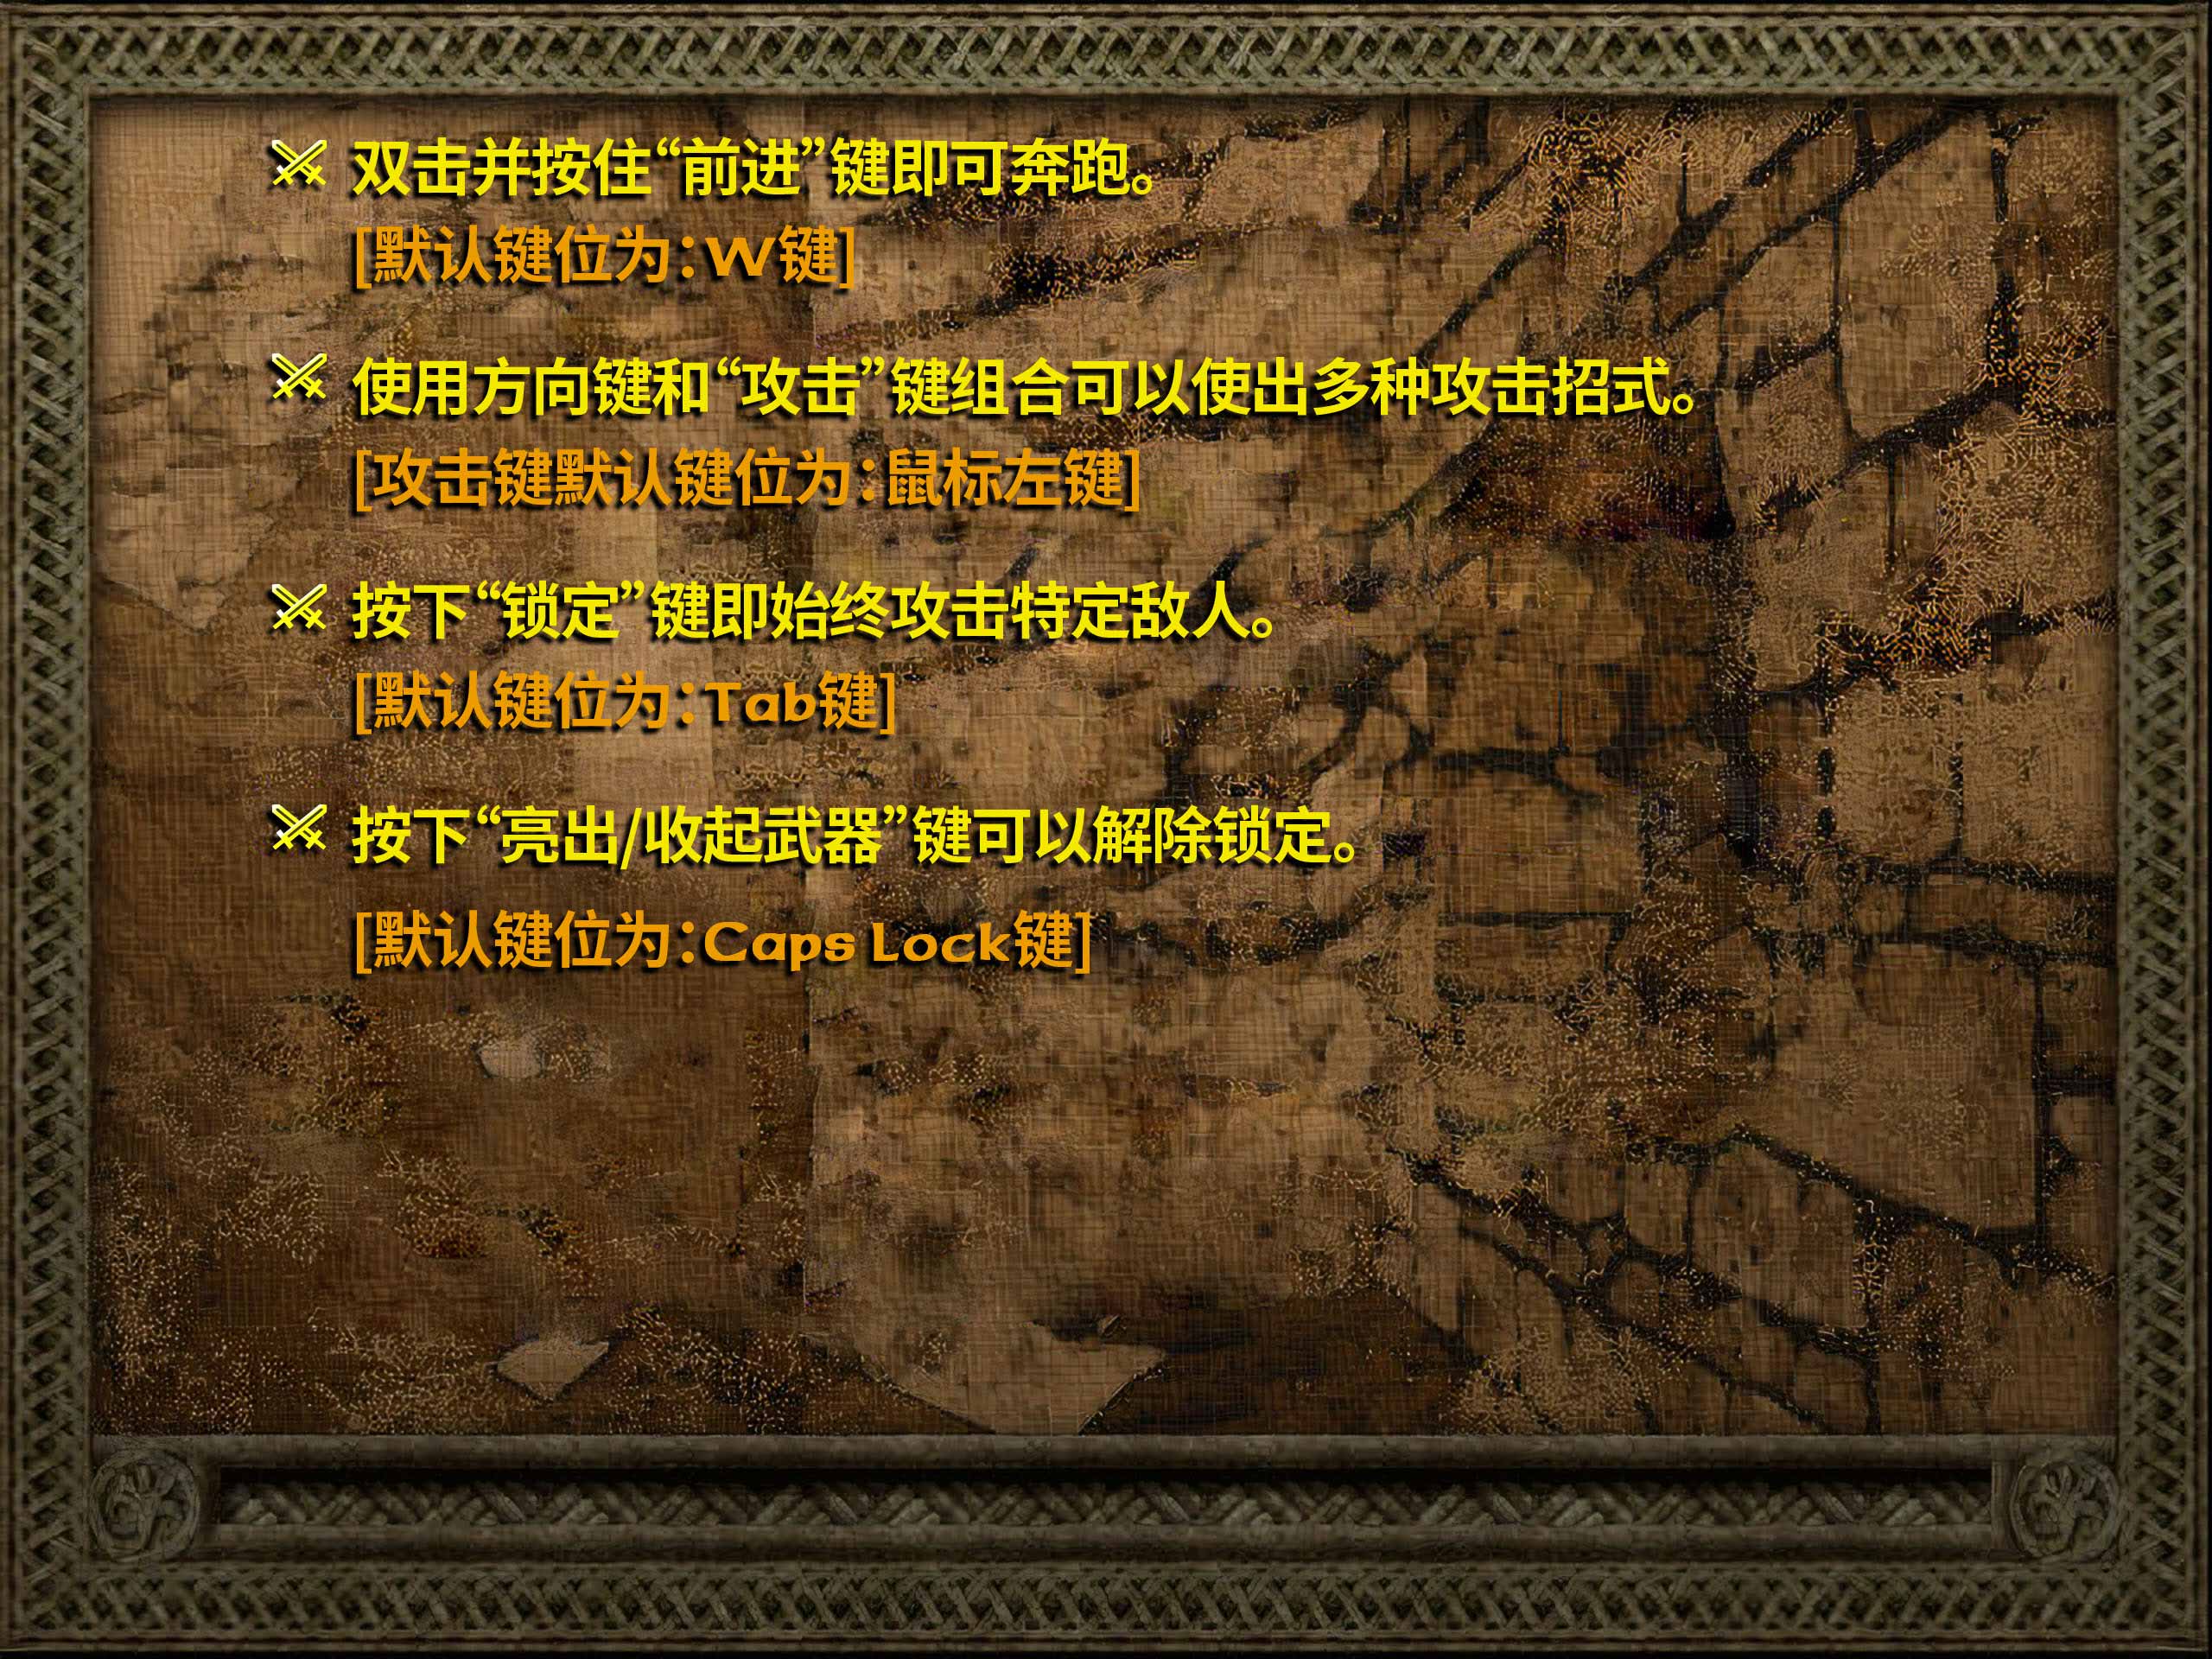 双击并按住“前进”键即可奔跑。
[默认键位为：W键]
使用方向键和“攻击”键组合可以使出多种攻击招式。
[攻击键默认键位为：鼠标左键]
按下“锁定”键即始终攻击特定敌人。
[默认键位为：Tab键]
按下“亮出/收起武器”键可以解除锁定。
[默认键位为：Caps Lock键]